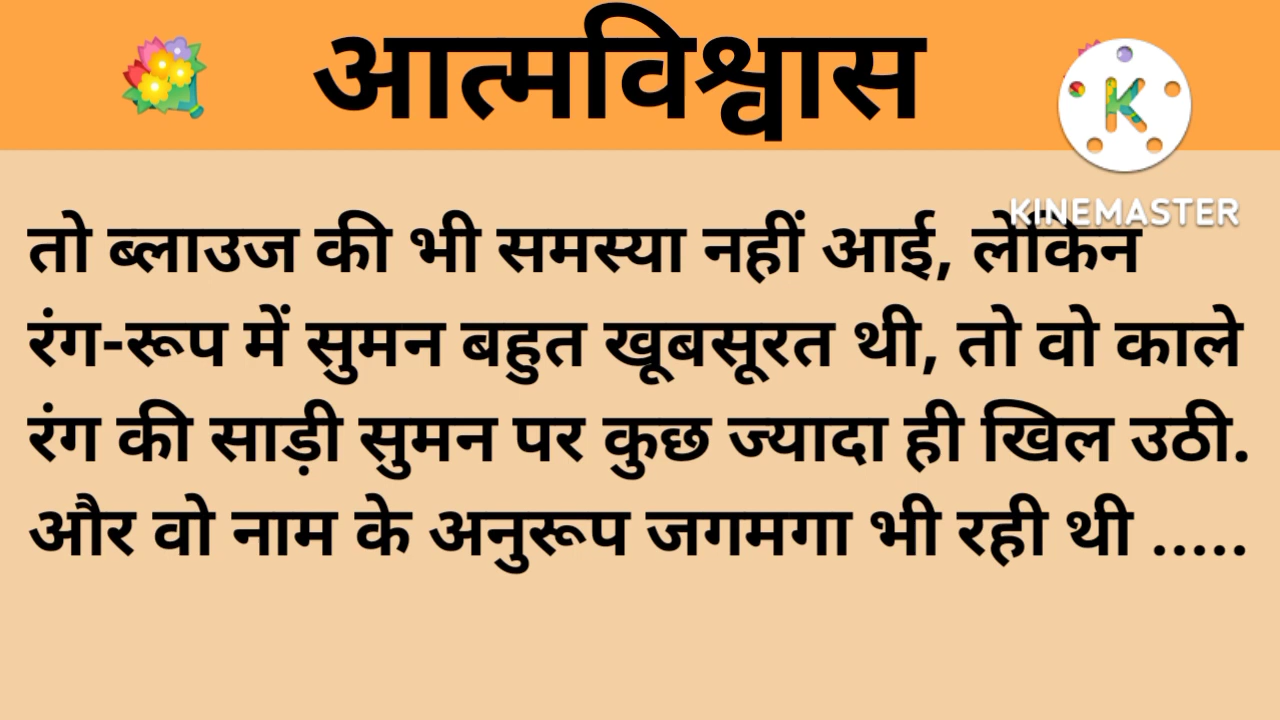 आत्मविश्वास
KINEMASTER
तो ब्लाउज की भी समस्या नहीं आई, लेकिन
रंग-रूप में सुमन बहुत खूबसूरत थी, तो वो काले
रंग की साड़ी सुमन पर कुछ ज्यादा ही खिल उठी.
और वो नाम के अनुरूप जगमगा भी रही थी .....